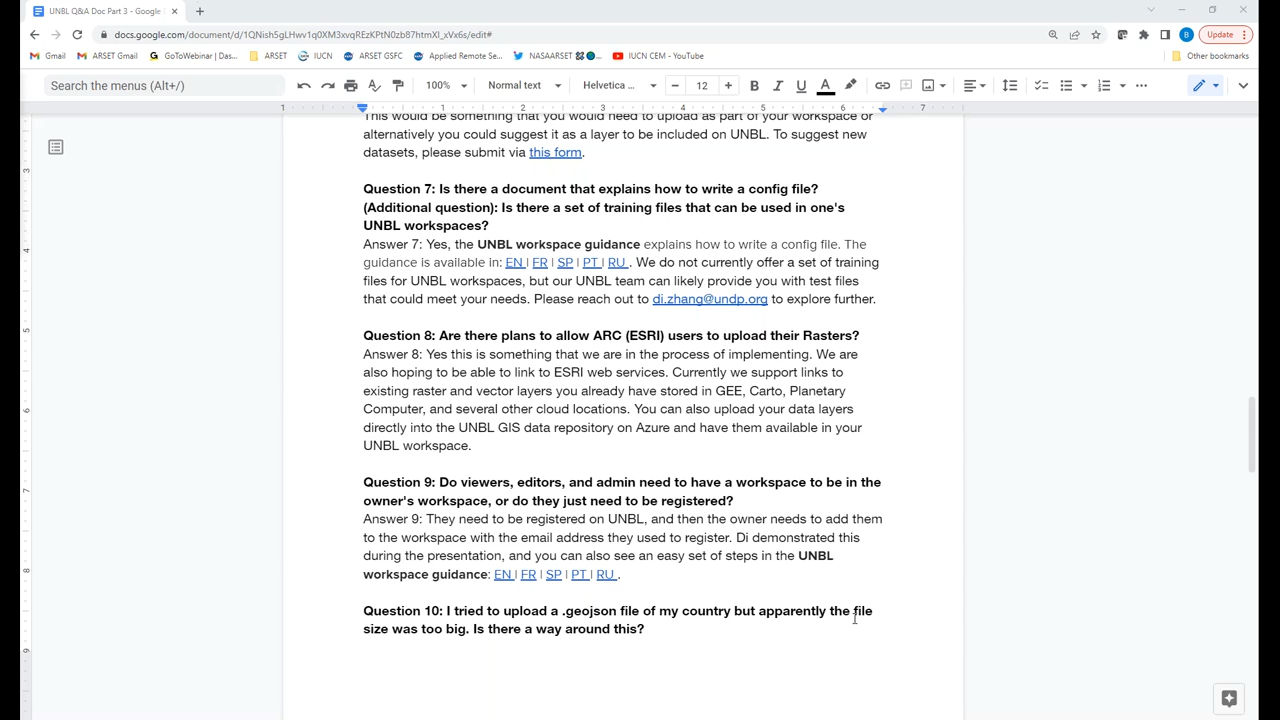 UNBL Q&A Doc Part 3 - Google
docs.google.com/document/d/1QNish5gLHwv1q0XM3xvqREzKPtN0zb87htmXI_xVx6s/edit#
Update
Gmail
ARSET Gmail
GoToWebinar | Das...
ARSET
IUCN
ARSET GSFC
Applied Remote Se...
NASAARSET
IUCN CEM - YouTube
Other bookmarks
Search the menus (Alt+/)
100%
Normal text
Helvetica ...
12
1 1 2 3 4 5 6 7
This would be something that you would need to upload as part of your workspace or
alternatively you could suggest it as a layer to be included on UNBL. To suggest new
datasets, please submit via this form.
Question 7: Is there a document that explains how to write a config file?
(Additional question): Is there a set of training files that can be used in one's
UNBL workspaces?
Answer 7: Yes, the UNBL workspace guidance explains how to write a config file. The
guidance is available in: EN | FR | SP | PT | RU . We do not currently offer a set of training
files for UNBL workspaces, but our UNBL team can likely provide you with test files
that could meet your needs. Please reach out to di.zhang@undp.org to explore further.
Question 8: Are there plans to allow ARC (ESRI) users to upload their Rasters?
Answer 8: Yes this is something that we are in the process of implementing. We are
also hoping to be able to link to ESRI web services. Currently we support links to
existing raster and vector layers you already have stored in GEE, Carto, Planetary
Computer, and several other cloud locations. You can also upload your data layers
directly into the UNBL GIS data repository on Azure and have them available in your
UNBL workspace.
Question 9: Do viewers, editors, and admin need to have a workspace to be in the
owner's workspace, or do they just need to be registered?
Answer 9: They need to be registered on UNBL, and then the owner needs to add them
to the workspace with the email address they used to register. Di demonstrated this
during the presentation, and you can also see an easy set of steps in the UNBL
workspace guidance: EN | FR | SP | PT | RU .
Question 10: I tried to upload a .geojson file of my country but apparently the file
size was too big. Is there a way around this?
3
4
5
6
7
8
9